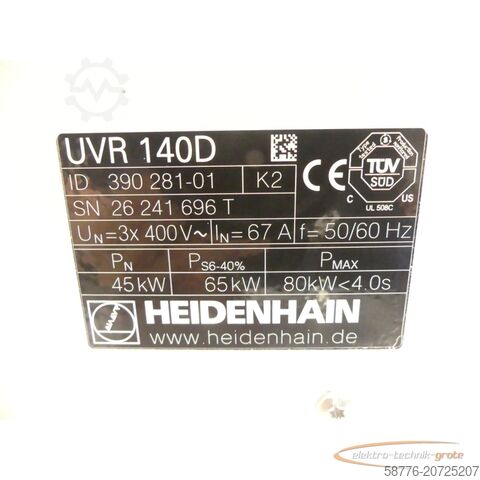 UVR 140D
ID 390 281-01 K2
SN 26 241 696 T
UN=3x 400V~ IN= 67 A f= 50/60 Hz
PN PS6-40% PMAX
45kW 65kW 80kW<4.0s
HEIDENHAIN
www.heidenhain.de
CE
TÜV
SÜD
C US
UL 508C
elektro-technik-grote
58776-20725207